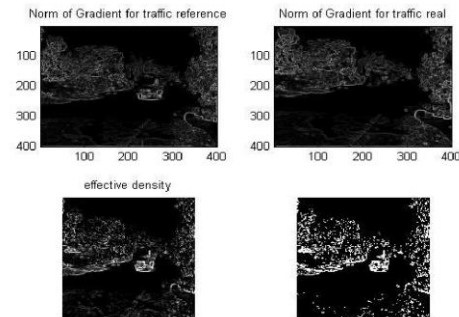 Norm of Gradient for traffic reference
Norm of Gradient for traffic real
100
200
300
400
100 200 300 400
100
200
300
400
100 200 300 400
effective density